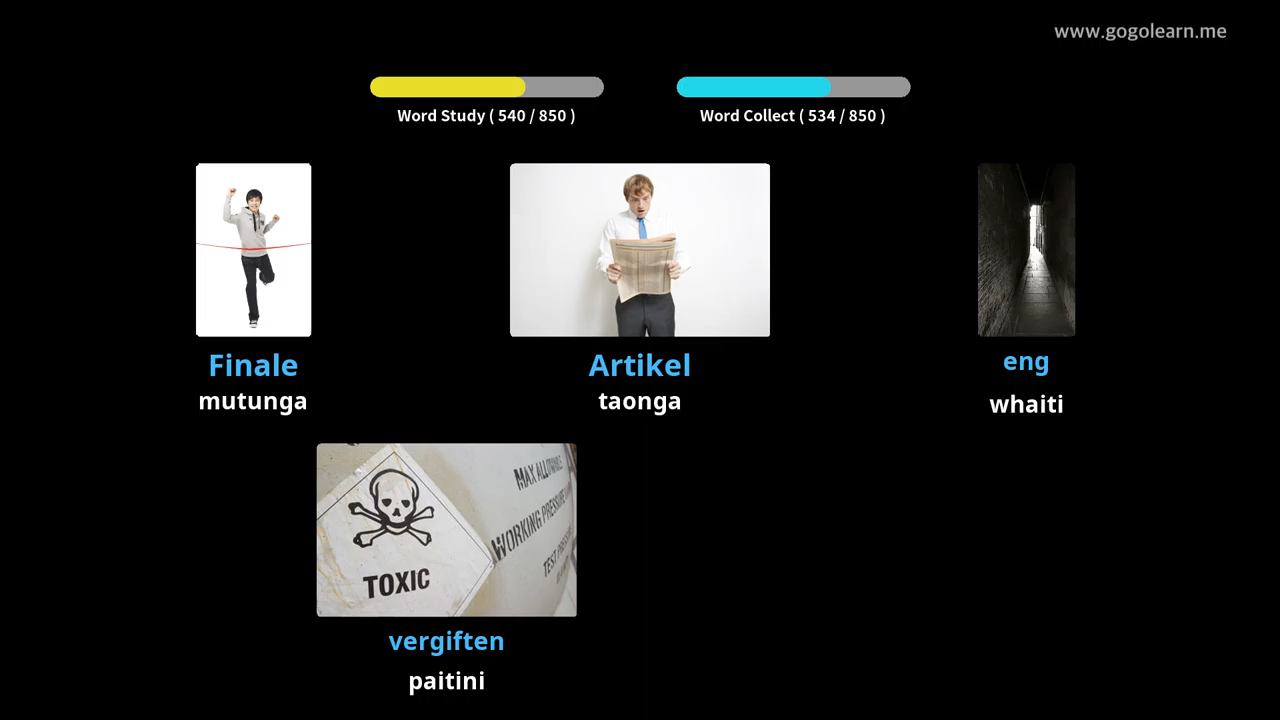 www.gogolearn.me
Word Study ( 540 / 850 )
Word Collect ( 534 / 850 )
Finale
mutunga
Artikel
taonga
eng
whaiti
MAX ALLOWABLE
WORKING PRESSURE
TEST
TOXIC
vergiften
paitini